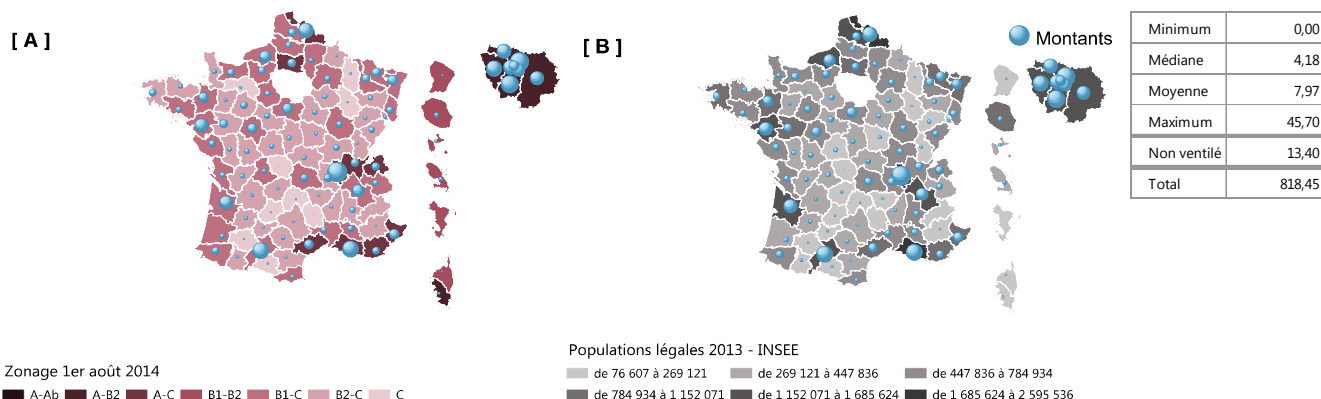 [ A ]
[ B ]
Montants
Minimum 0,00
Médiane 4,18
Moyenne 7,97
Maximum 45,70
Non ventilé 13,40
Total 818,45
Zonage 1er août 2014
A-Ab A-B2 A-C B1-B2 B1-C B2-C C
Populations légales 2013 - INSEE
de 76 607 à 269 121 de 269 121 à 447 836 de 447 836 à 784 934
de 784 934 à 1 152 071 de 1 152 071 à 1 685 624 de 1 685 624 à 2 595 536